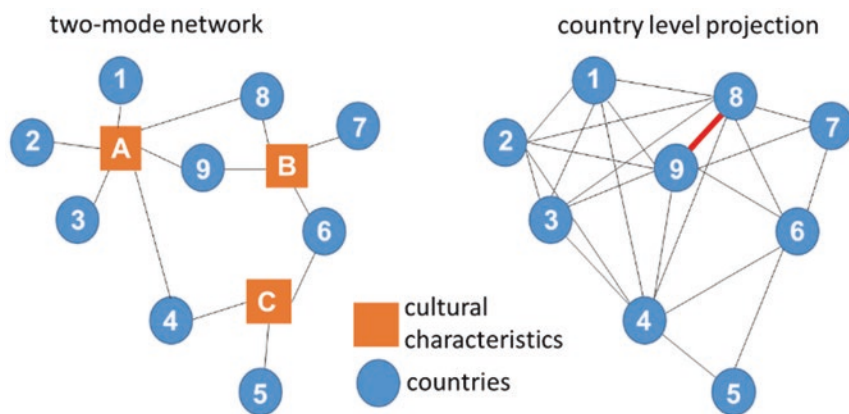 two-mode network
country level projection
1
8
2
A
7
9
B
3
6
4
C
5
cultural
characteristics
countries
1
8
7
2
9
3
6
4
5